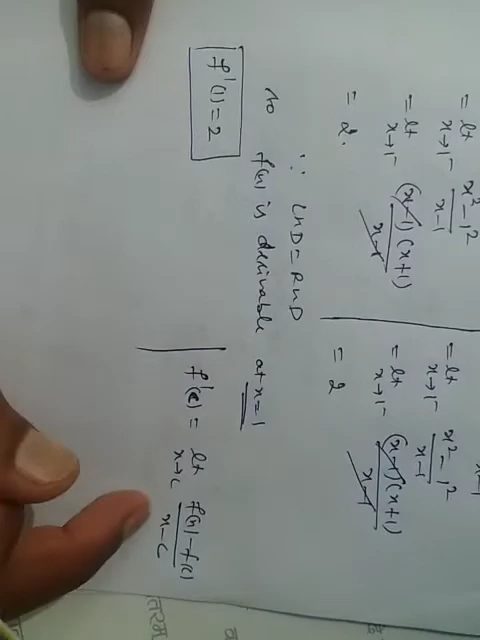 = lt x→1⁻ x²-1²/x-1
= lt x→1⁻ (x-1)(x+1)/x-1
= 2.
x-1
= lt x→1⁻ x²-1²/x-1
= lt x→1⁻ (x-1)(x+1)/x-1
= 2
∵ LHD = RHD
so f(x) is derivable at x=1
f'(1) = 2
f'(c) = lt x→c f(x)-f(c)/x-c